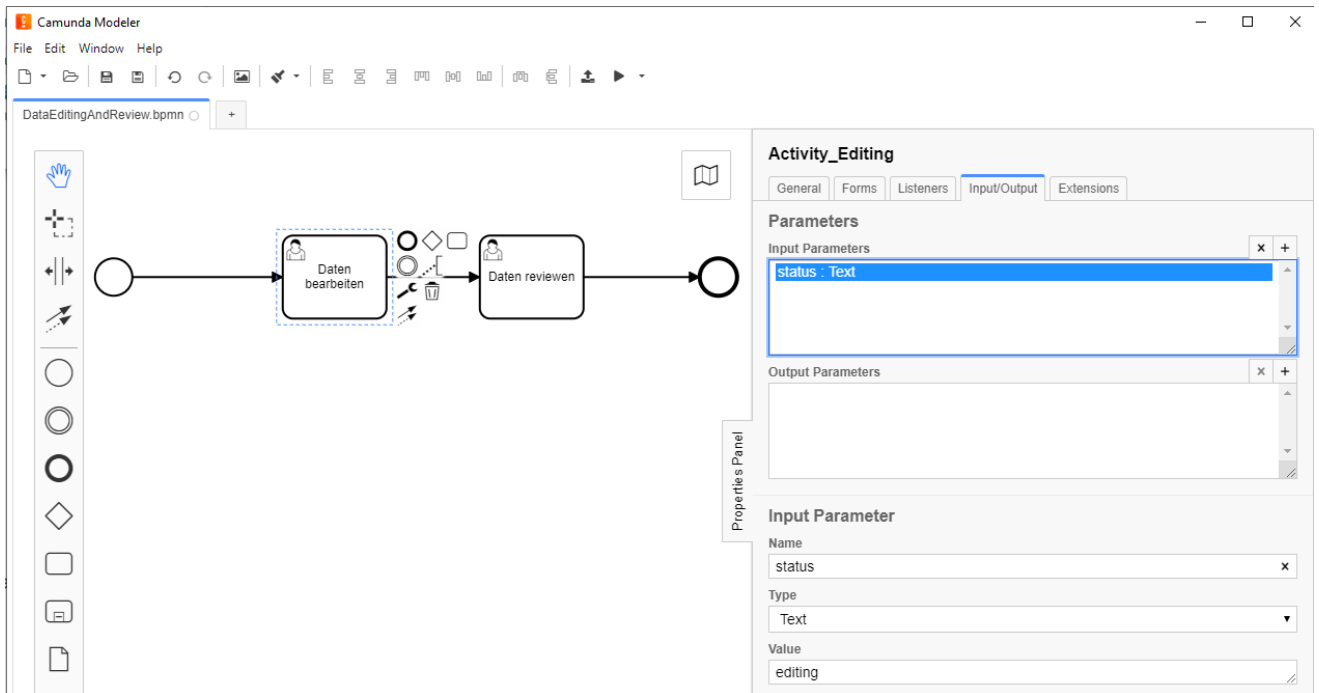 Camunda Modeler
File Edit Window Help
DataEditingAndReview.bpmn
+
Daten
bearbeiten
Daten reviewen
Properties Panel
Activity_Editing
General Forms Listeners Input/Output Extensions
Parameters
Input Parameters
x +
status : Text
Output Parameters
x +
Input Parameter
Name
status
x
Type
Text
Value
editing